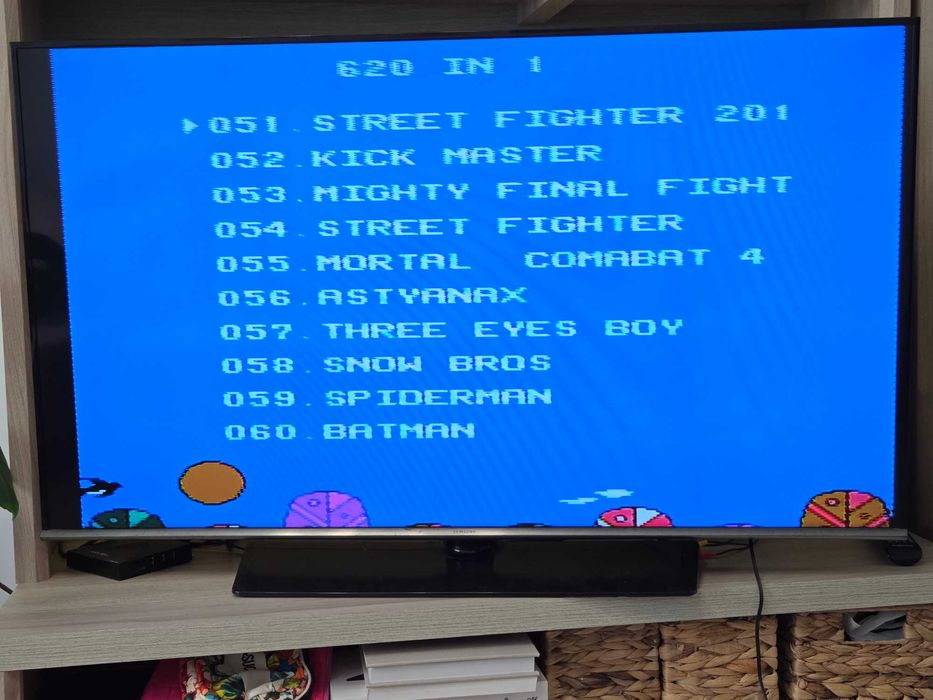 620 IN 1
051.STREET FIGHTER 201
052.KICK MASTER
053.MIGHTY FINAL FIGHT
054.STREET FIGHTER
055.MORTAL COMABAT 4
056.ASTYANAX
057.THREE EYES BOY
058.SNOW BROS
059.SPIDERMAN
060.BATMAN
SAMSUNG